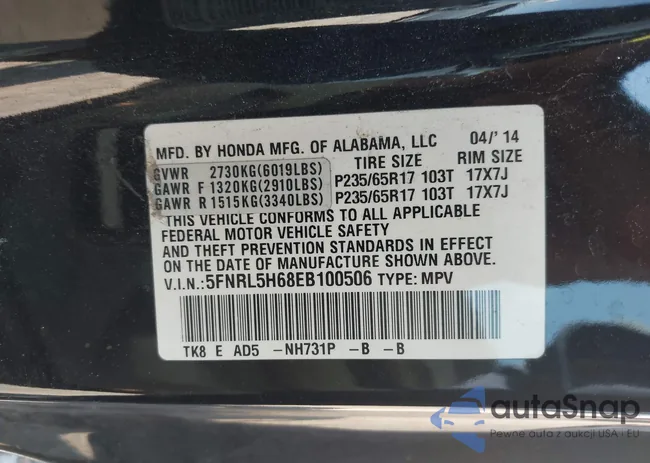 MFD. BY HONDA MFG. OF ALABAMA, LLC 04/' 14
TIRE SIZE RIM SIZE
GVWR 2730KG(6019LBS)
GAWR F 1320KG(2910LBS) P235/65R17 103T 17X7J
GAWR R 1515KG(3340LBS) P235/65R17 103T 17X7J
THIS VEHICLE CONFORMS TO ALL APPLICABLE
FEDERAL MOTOR VEHICLE SAFETY
AND THEFT PREVENTION STANDARDS IN EFFECT
ON THE DATE OF MANUFACTURE SHOWN ABOVE.
V.I.N.:5FNRL5H68EB100506 TYPE: MPV
TK8 E AD5 -NH731P -B -B
autoSnap
Pewne auta z aukcji USA i EU